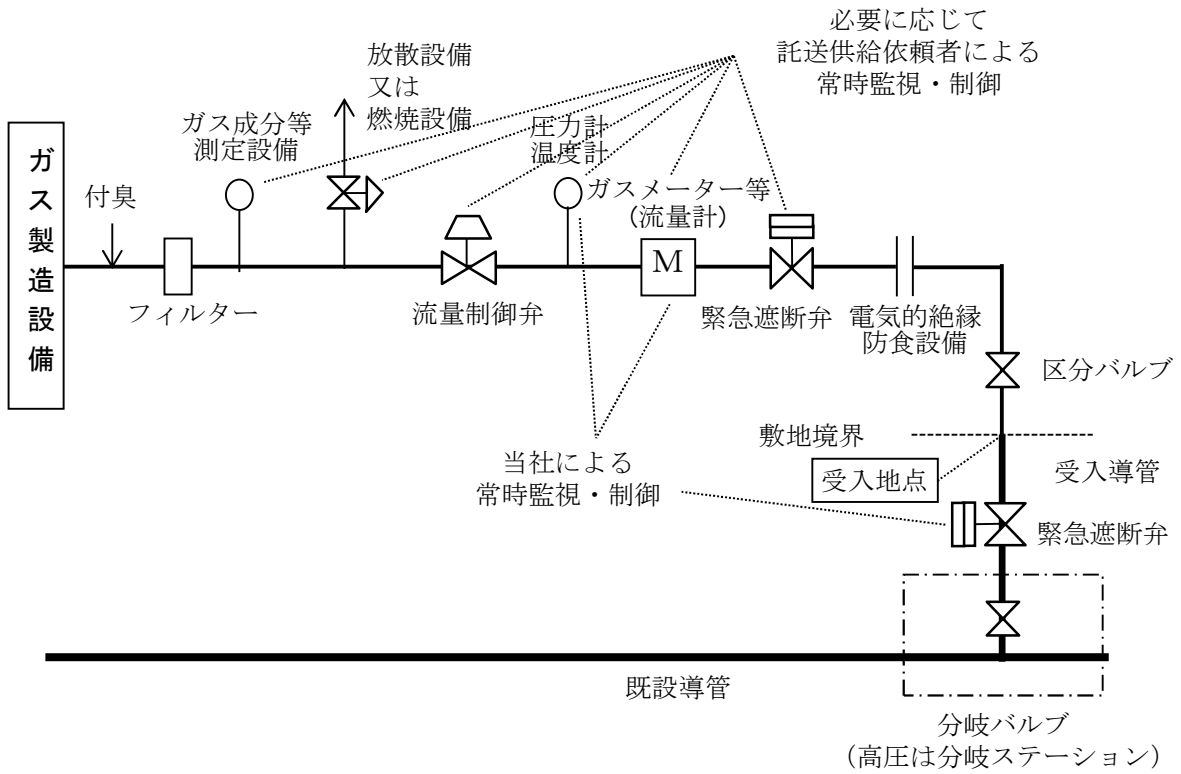 必要に応じて
託送供給依頼者による
常時監視・制御
放散設備
又は
燃焼設備
ガス成分等
測定設備
圧力計
温度計
ガスメーター等
（流量計）
ガス製造設備
付臭
M
フィルター
流量制御弁
緊急遮断弁
電気的絶縁
防食設備
区分バルブ
敷地境界
受入地点
受入導管
当社による
常時監視・制御
緊急遮断弁
既設導管
分岐バルブ
（高圧は分岐ステーション）